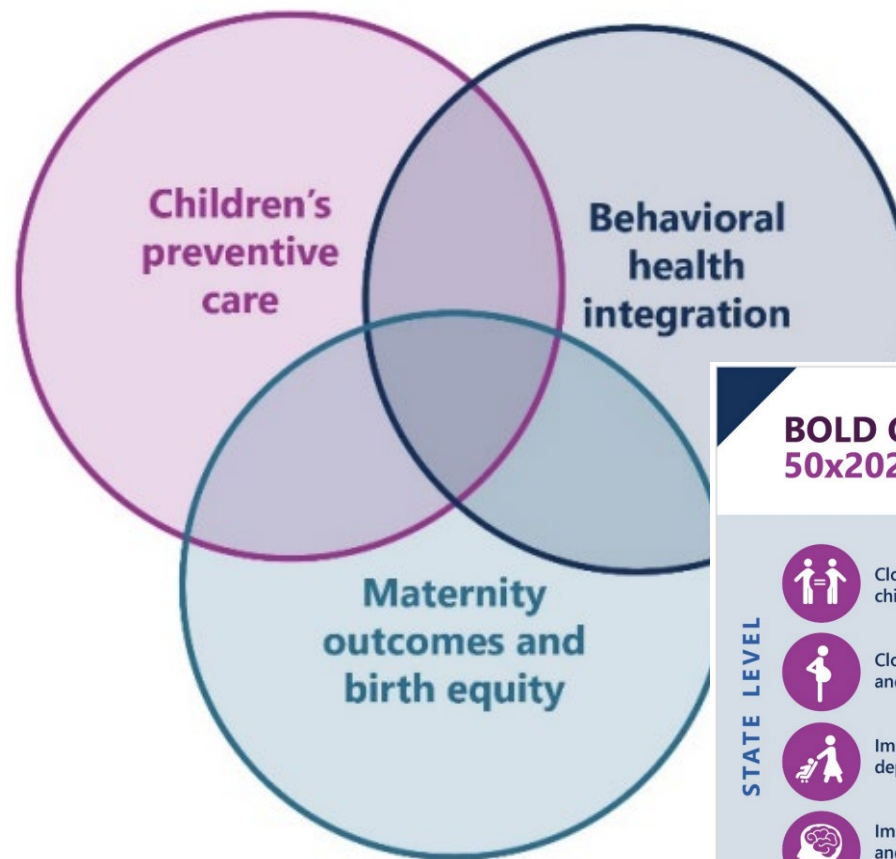 Children's
preventive
care
Behavioral
health
integration
Maternity
outcomes and
birth equity
BOLD
50x202
STATE LEVEL
Clo
chi
Clo
and
Im
dep
Im
and